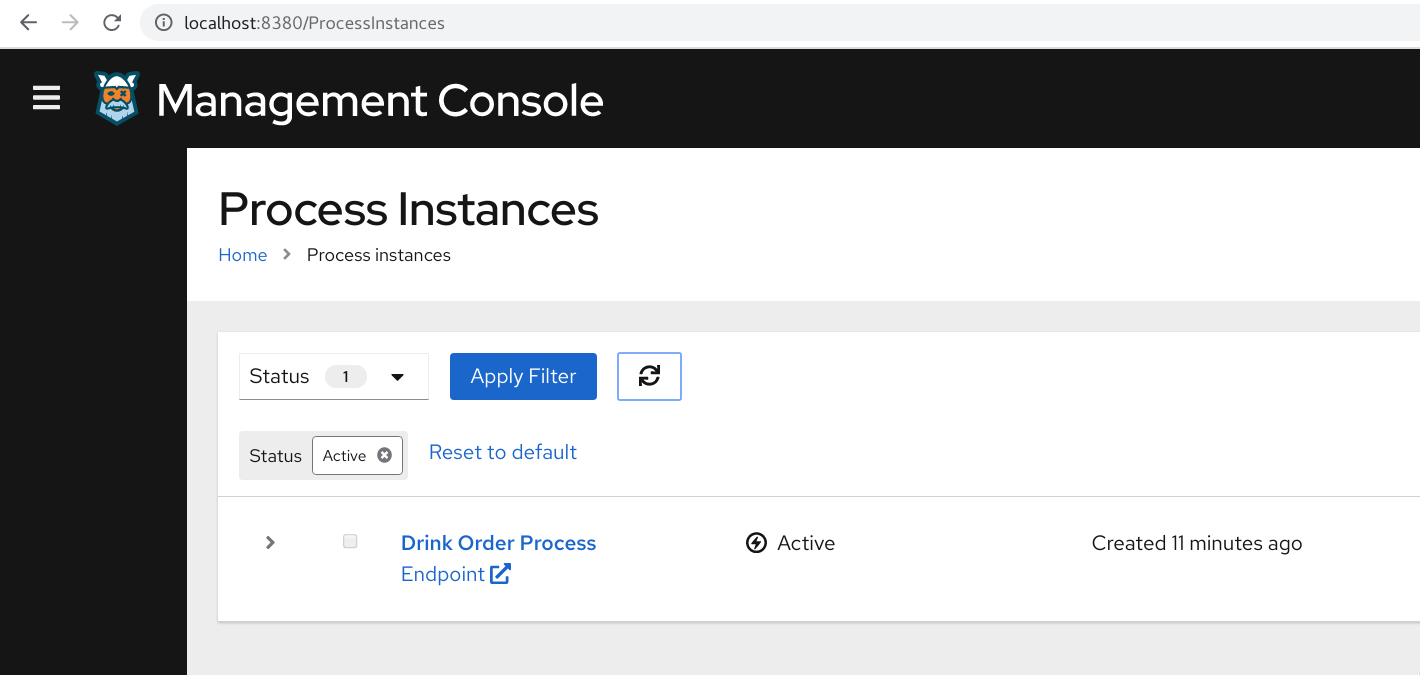 localhost:8380/ProcessInstances
Management Console
Process Instances
Home Process instances
Status 1 Apply Filter
Status Active Reset to default
Drink Order Process Active Created 11 minutes ago
Endpoint